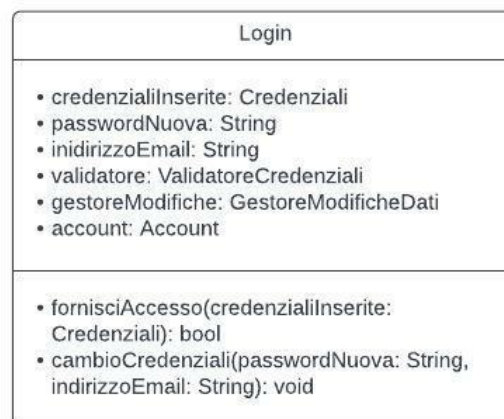 Login
• credenzialiInserite: Credenziali
• passwordNuova: String
• inidirizzoEmail: String
• validatore: ValidatoreCredenziali
• gestoreModifiche: GestoreModificheDati
• account: Account
• fornisciAccesso(credenzialiInserite:
Credenziali): bool
• cambioCredenziali(passwordNuova: String,
indirizzoEmail: String): void